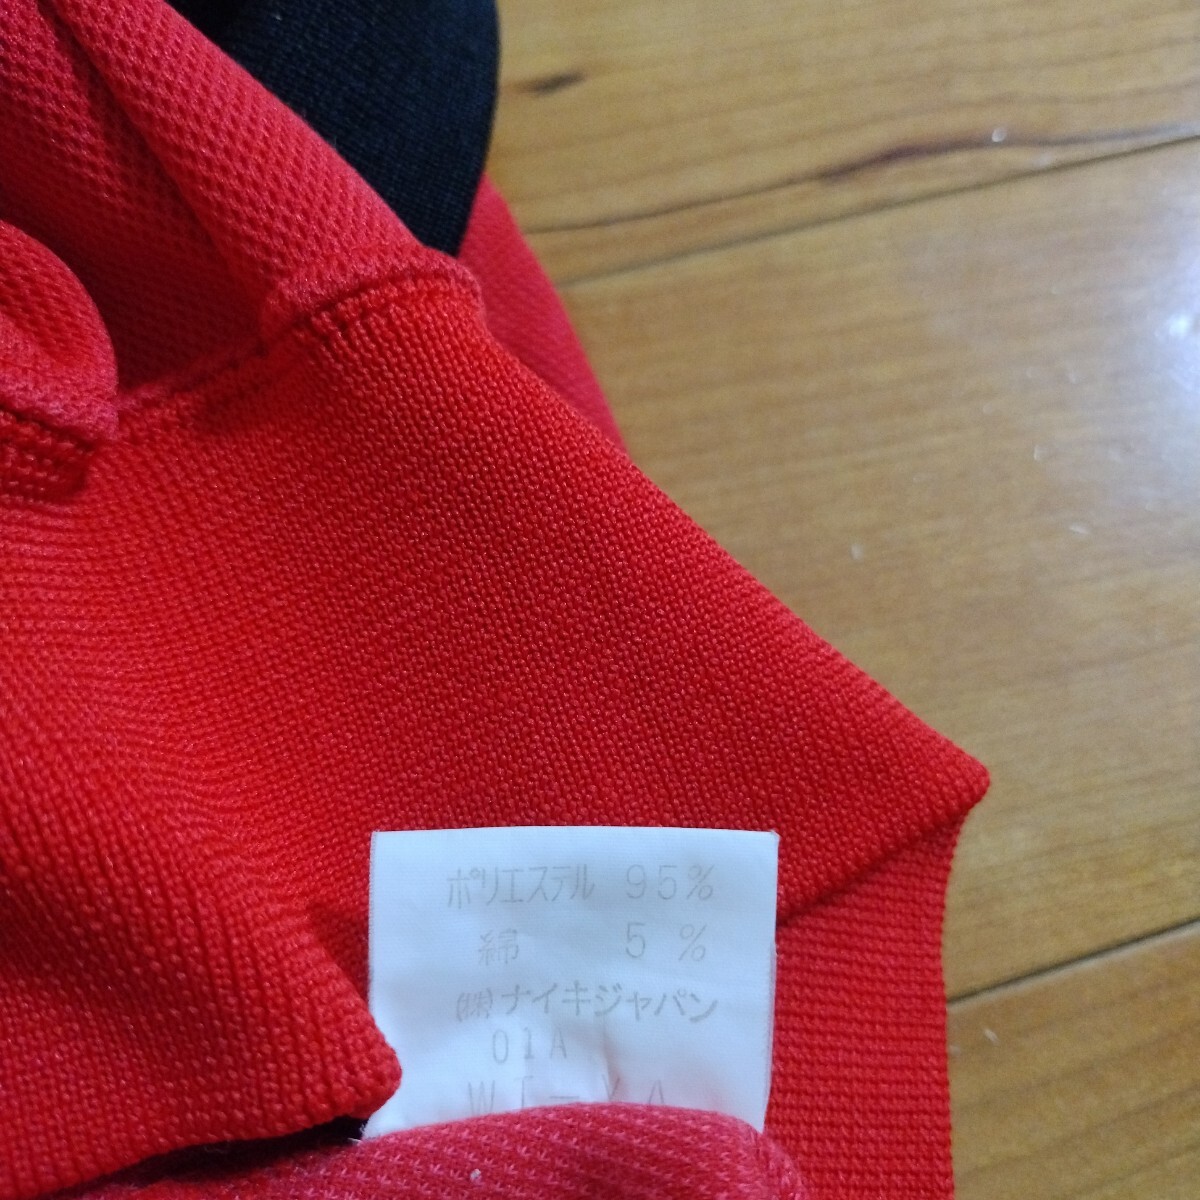 ポリエステル 95%
綿 5%
(株)ナイキジャパン
01A